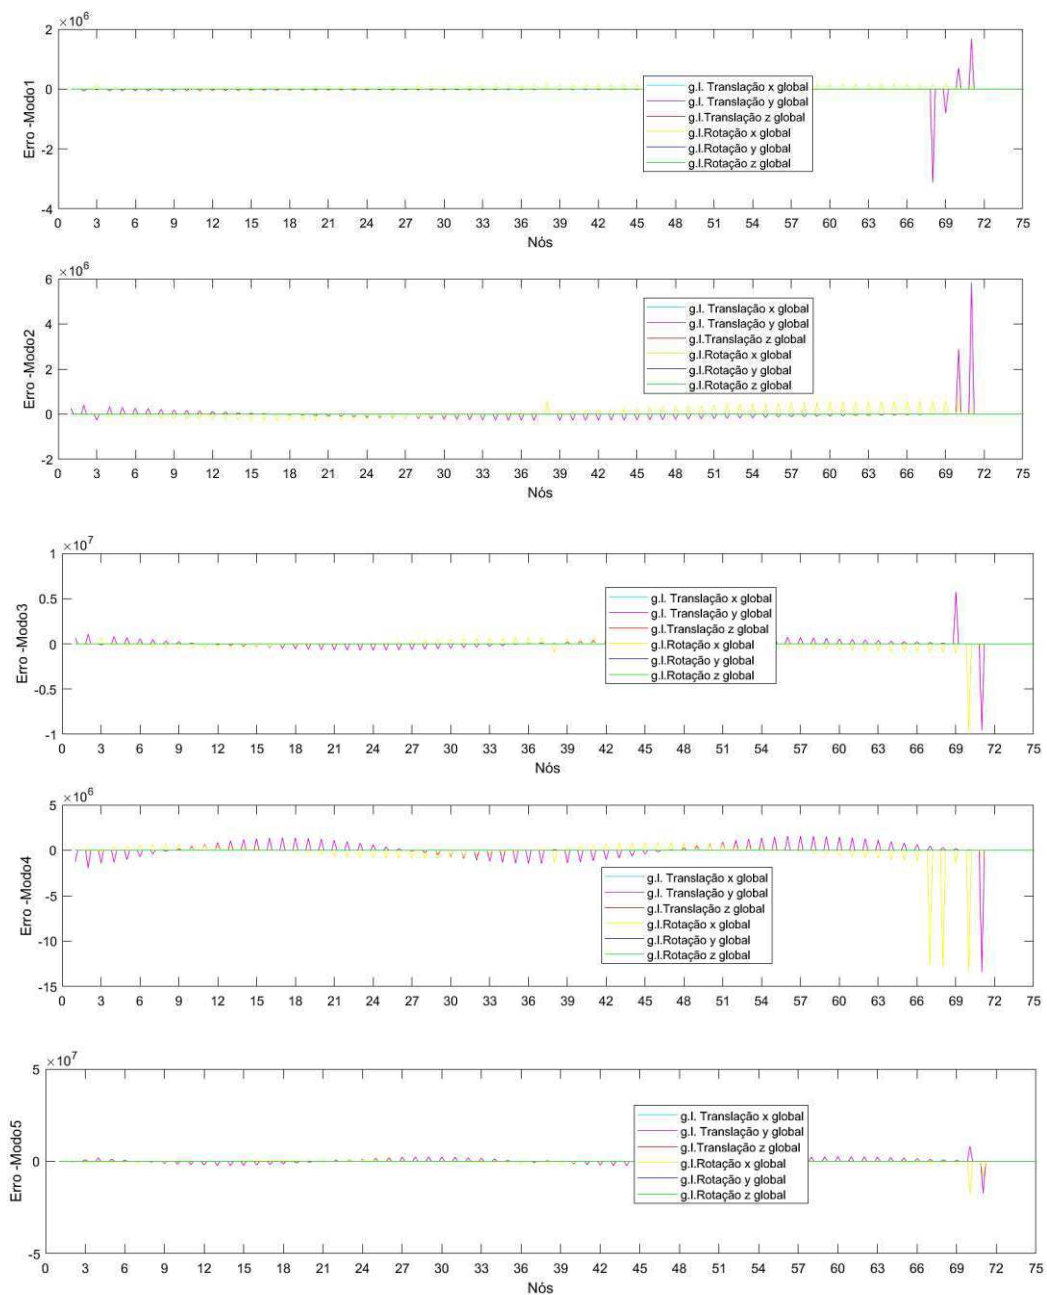 ×10⁶
2
0
-2
-4
Erro -Modo1
g.l. Translação x global
g.l. Translação y global
g.l.Translação z global
g.l.Rotação x global
g.l.Rotação y global
g.l.Rotação z global
0 3 6 9 12 15 18 21 24 27 30 33 36 39 42 45 48 51 54 57 60 63 66 69 72 75
Nós
×10⁶
6
4
2
0
-2
Erro -Modo2
g.l. Translação x global
g.l. Translação y global
g.l.Translação z global
g.l.Rotação x global
g.l.Rotação y global
g.l.Rotação z global
0 3 6 9 12 15 18 21 24 27 30 33 36 39 42 45 48 51 54 57 60 63 66 69 72 75
Nós
×10⁷
1
0.5
0
-0.5
-1
Erro -Modo3
g.l. Translação x global
g.l. Translação y global
g.l.Translação z global
g.l.Rotação x global
g.l.Rotação y global
g.l.Rotação z global
0 3 6 9 12 15 18 21 24 27 30 33 36 39 42 45 48 51 54 57 60 63 66 69 72 75
Nós
×10⁶
5
0
-5
-10
-15
Erro -Modo4
g.l. Translação x global
g.l. Translação y global
g.l.Translação z global
g.l.Rotação x global
g.l.Rotação y global
g.l.Rotação z global
0 3 6 9 12 15 18 21 24 27 30 33 36 39 42 45 48 51 54 57 60 63 66 69 72 75
×10⁷
5
0
-5
Erro -Modo5
g.l. Translação x global
g.l. Translação y global
g.l.Translação z global
g.l.Rotação x global
g.l.Rotação y global
g.l.Rotação z global
0 3 6 9 12 15 18 21 24 27 30 33 36 39 42 45 48 51 54 57 60 63 66 69 72 75
Nós